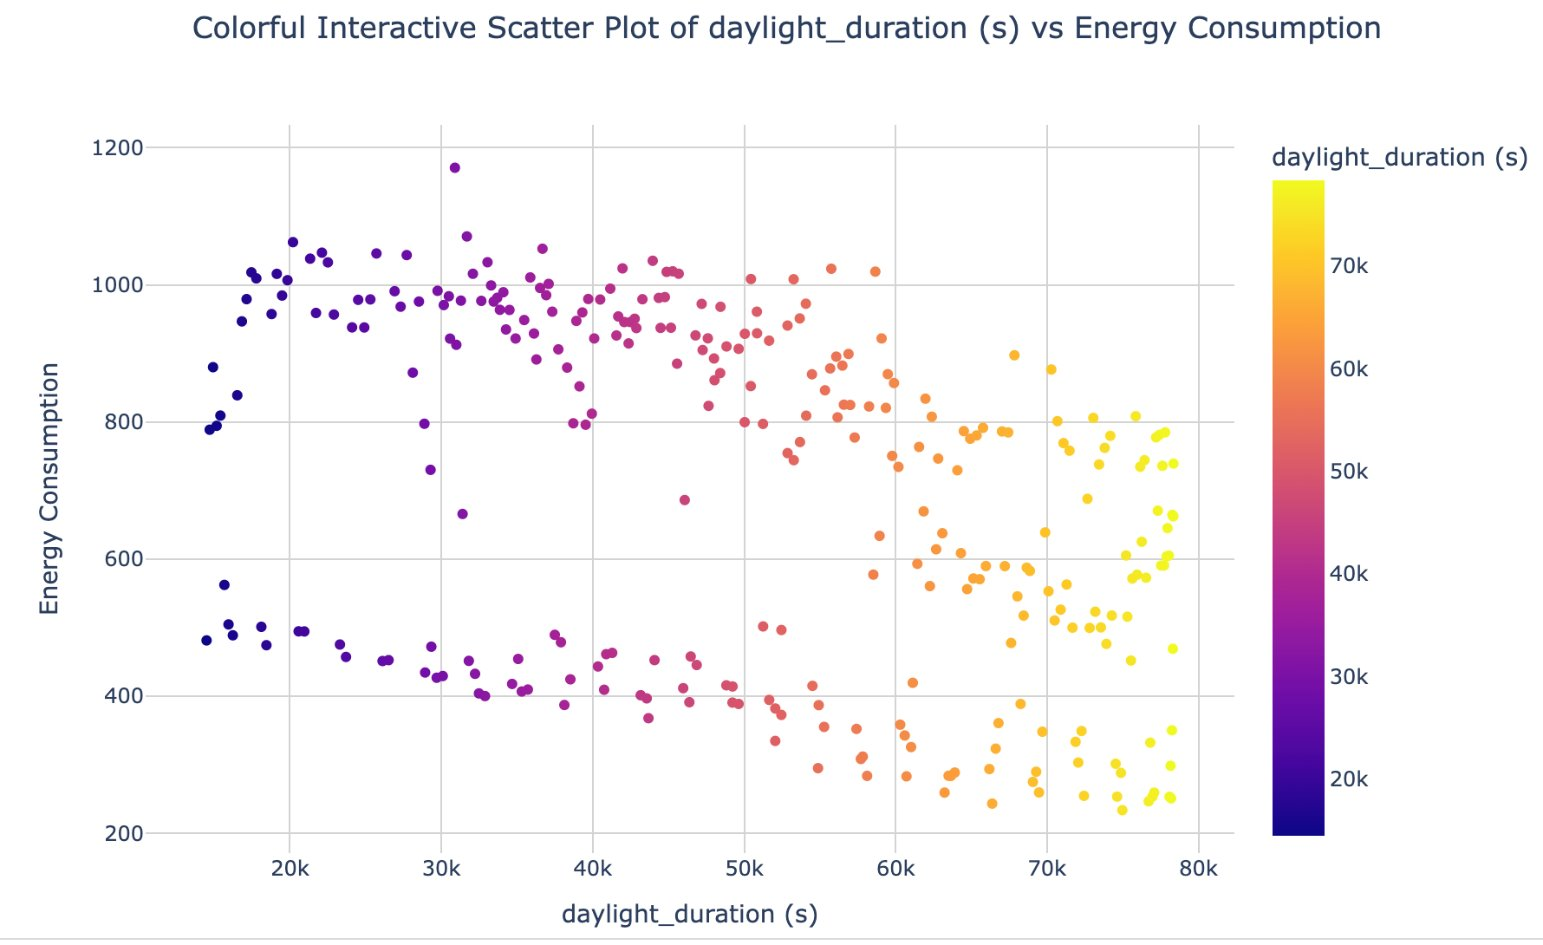 Colorful Interactive Scatter Plot of daylight_duration (s) vs Energy Consumption
1200
1000
800
600
400
200
Energy Consumption
20k
30k
40k
50k
60k
70k
80k
daylight_duration (s)
daylight_duration (s)
70k
60k
50k
40k
30k
20k